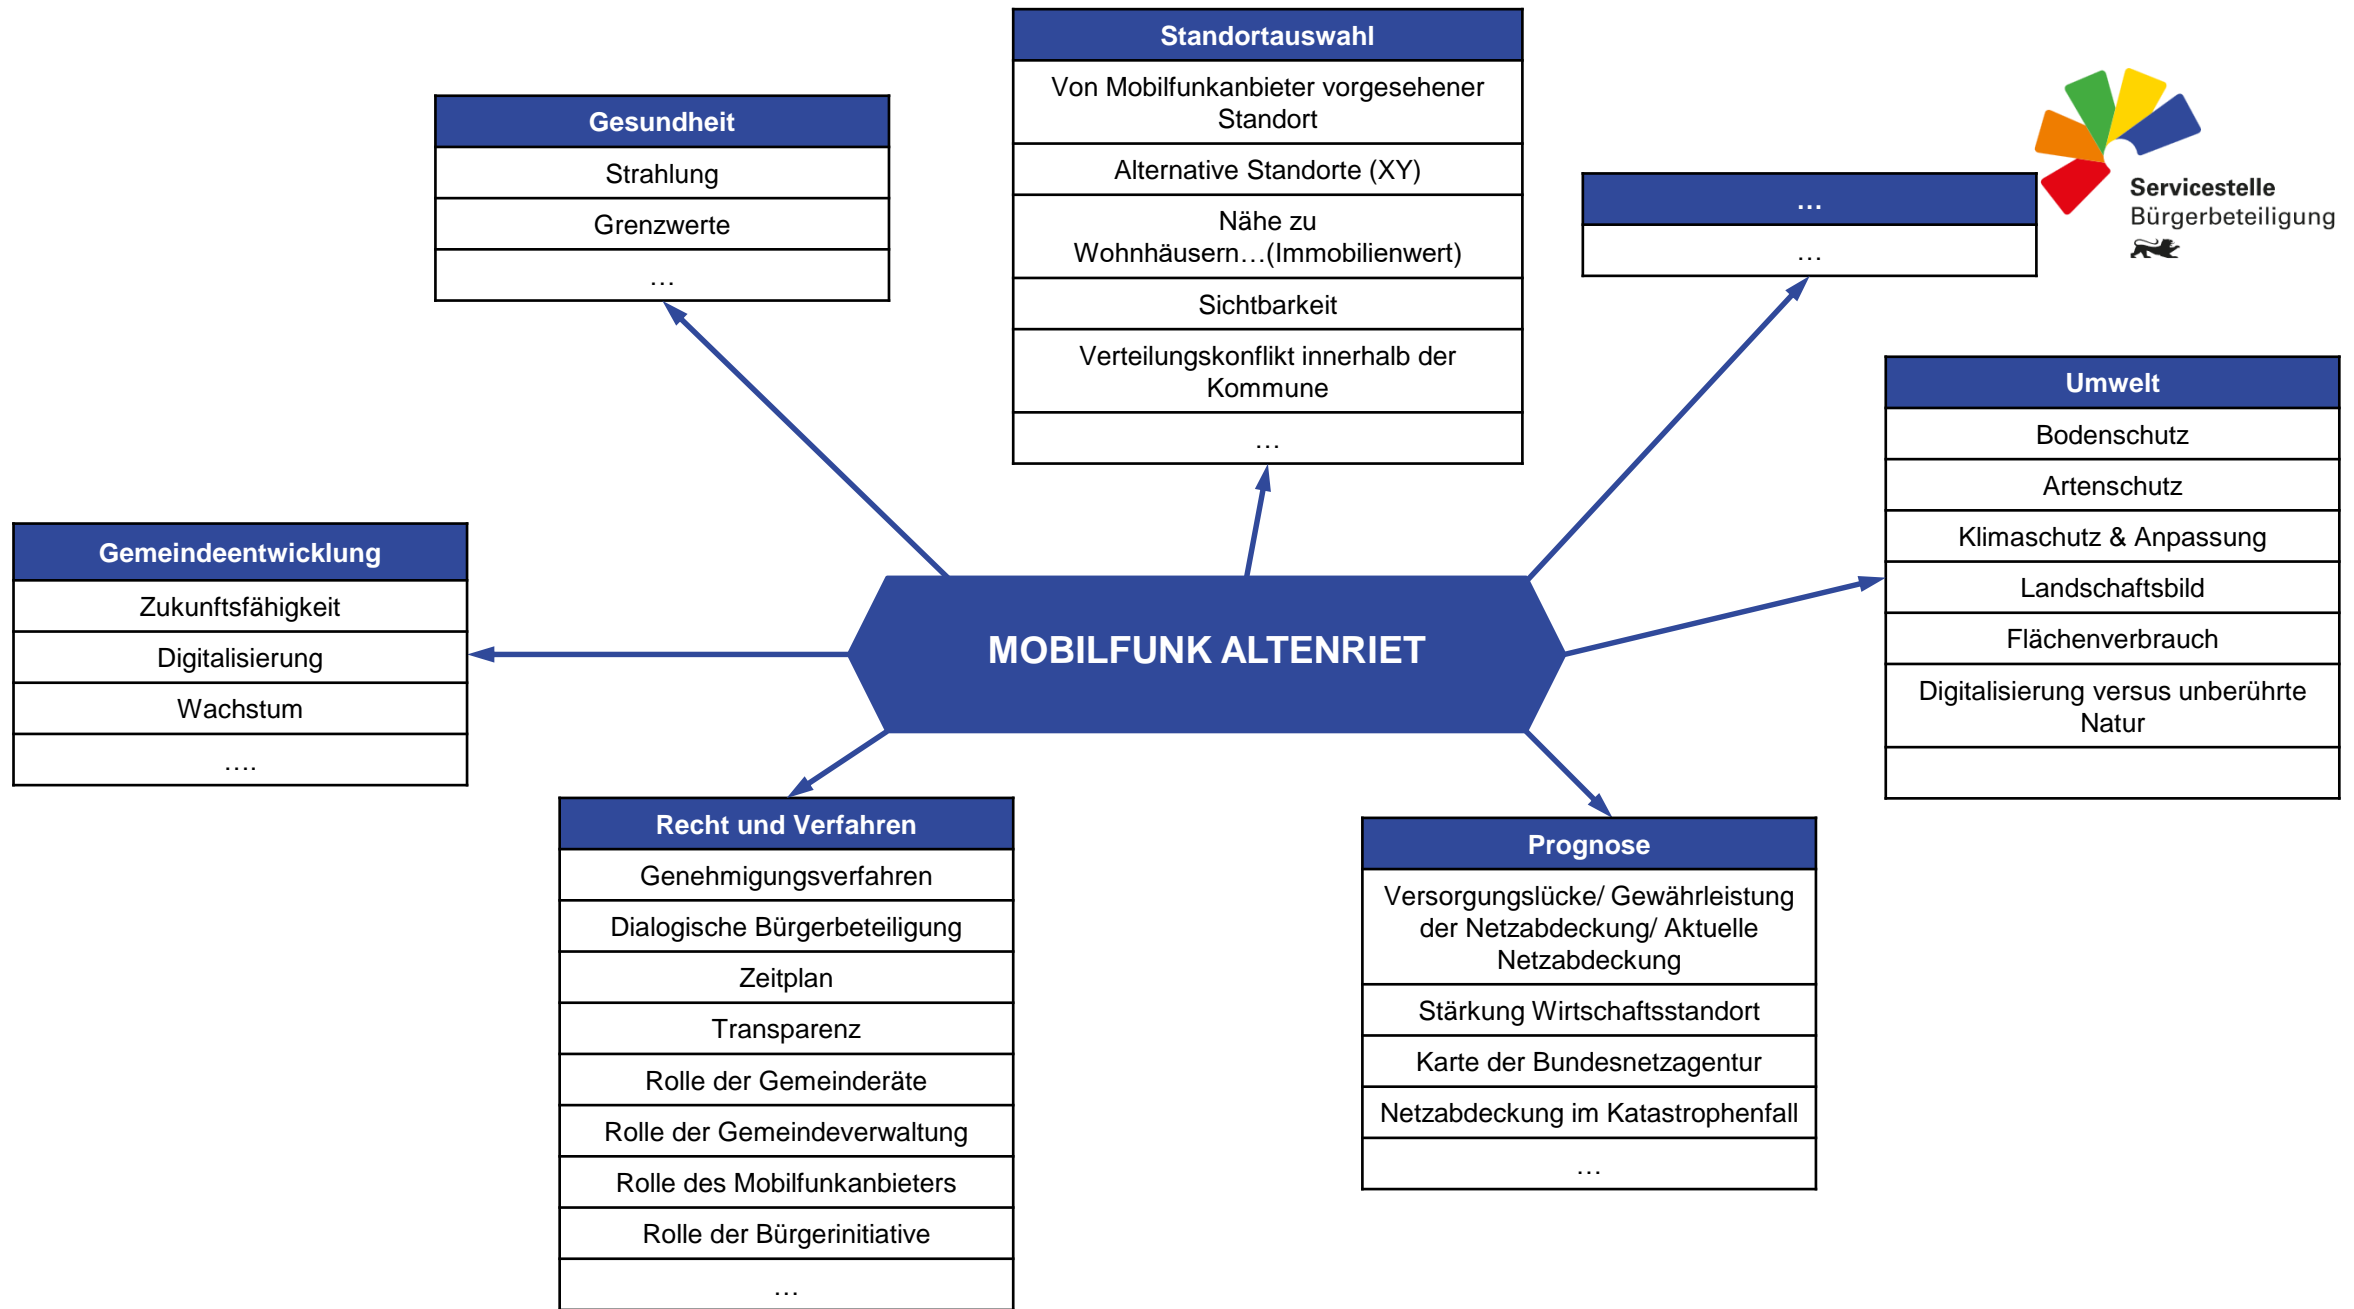 Standortauswahl
Von Mobilfunkanbieter vorgesehener
Standort
Alternative Standorte (XY)
Nähe zu
Wohnhäusern…(Immobilienwert)
Sichtbarkeit
Verteilungskonflikt innerhalb der
Kommune
…
Gesundheit
Strahlung
Grenzwerte
…
…
…
Servicestelle
Bürgerbeteiligung
Umwelt
Bodenschutz
Artenschutz
Klimaschutz & Anpassung
Landschaftsbild
Flächenverbrauch
Digitalisierung versus unberührte
Natur
Gemeindeentwicklung
Zukunftsfähigkeit
Digitalisierung
Wachstum
….
MOBILFUNK ALTENRIET
Recht und Verfahren
Genehmigungsverfahren
Dialogische Bürgerbeteiligung
Zeitplan
Transparenz
Rolle der Gemeinderäte
Rolle der Gemeindeverwaltung
Rolle des Mobilfunkanbieters
Rolle der Bürgerinitiative
…
Prognose
Versorgungslücke/ Gewährleistung
der Netzabdeckung/ Aktuelle
Netzabdeckung
Stärkung Wirtschaftsstandort
Karte der Bundesnetzagentur
Netzabdeckung im Katastrophenfall
…